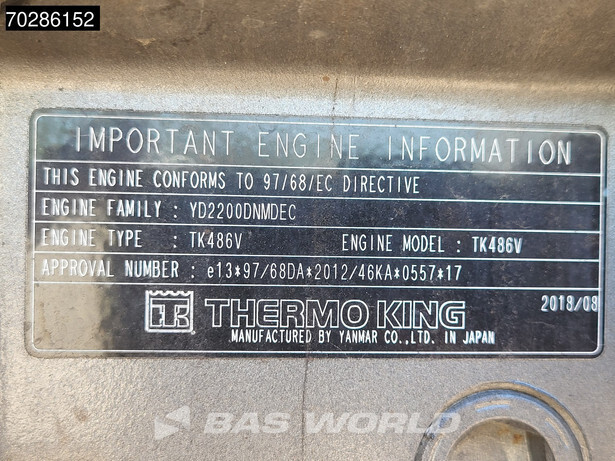 70286152
IMPORTANT ENGINE INFORMATION
THIS ENGINE CONFORMS TO 97/68/EC DIRECTIVE
ENGINE FAMILY : YD2200DNMDEC
ENGINE TYPE : TK486V ENGINE MODEL : TK486V
APPROVAL NUMBER : e13*97/68DA*2012/46KA*0557*17
TK THERMO KING 2018/08
MANUFACTURED BY YANMAR CO.,LTD. IN JAPAN
BAS WORLD